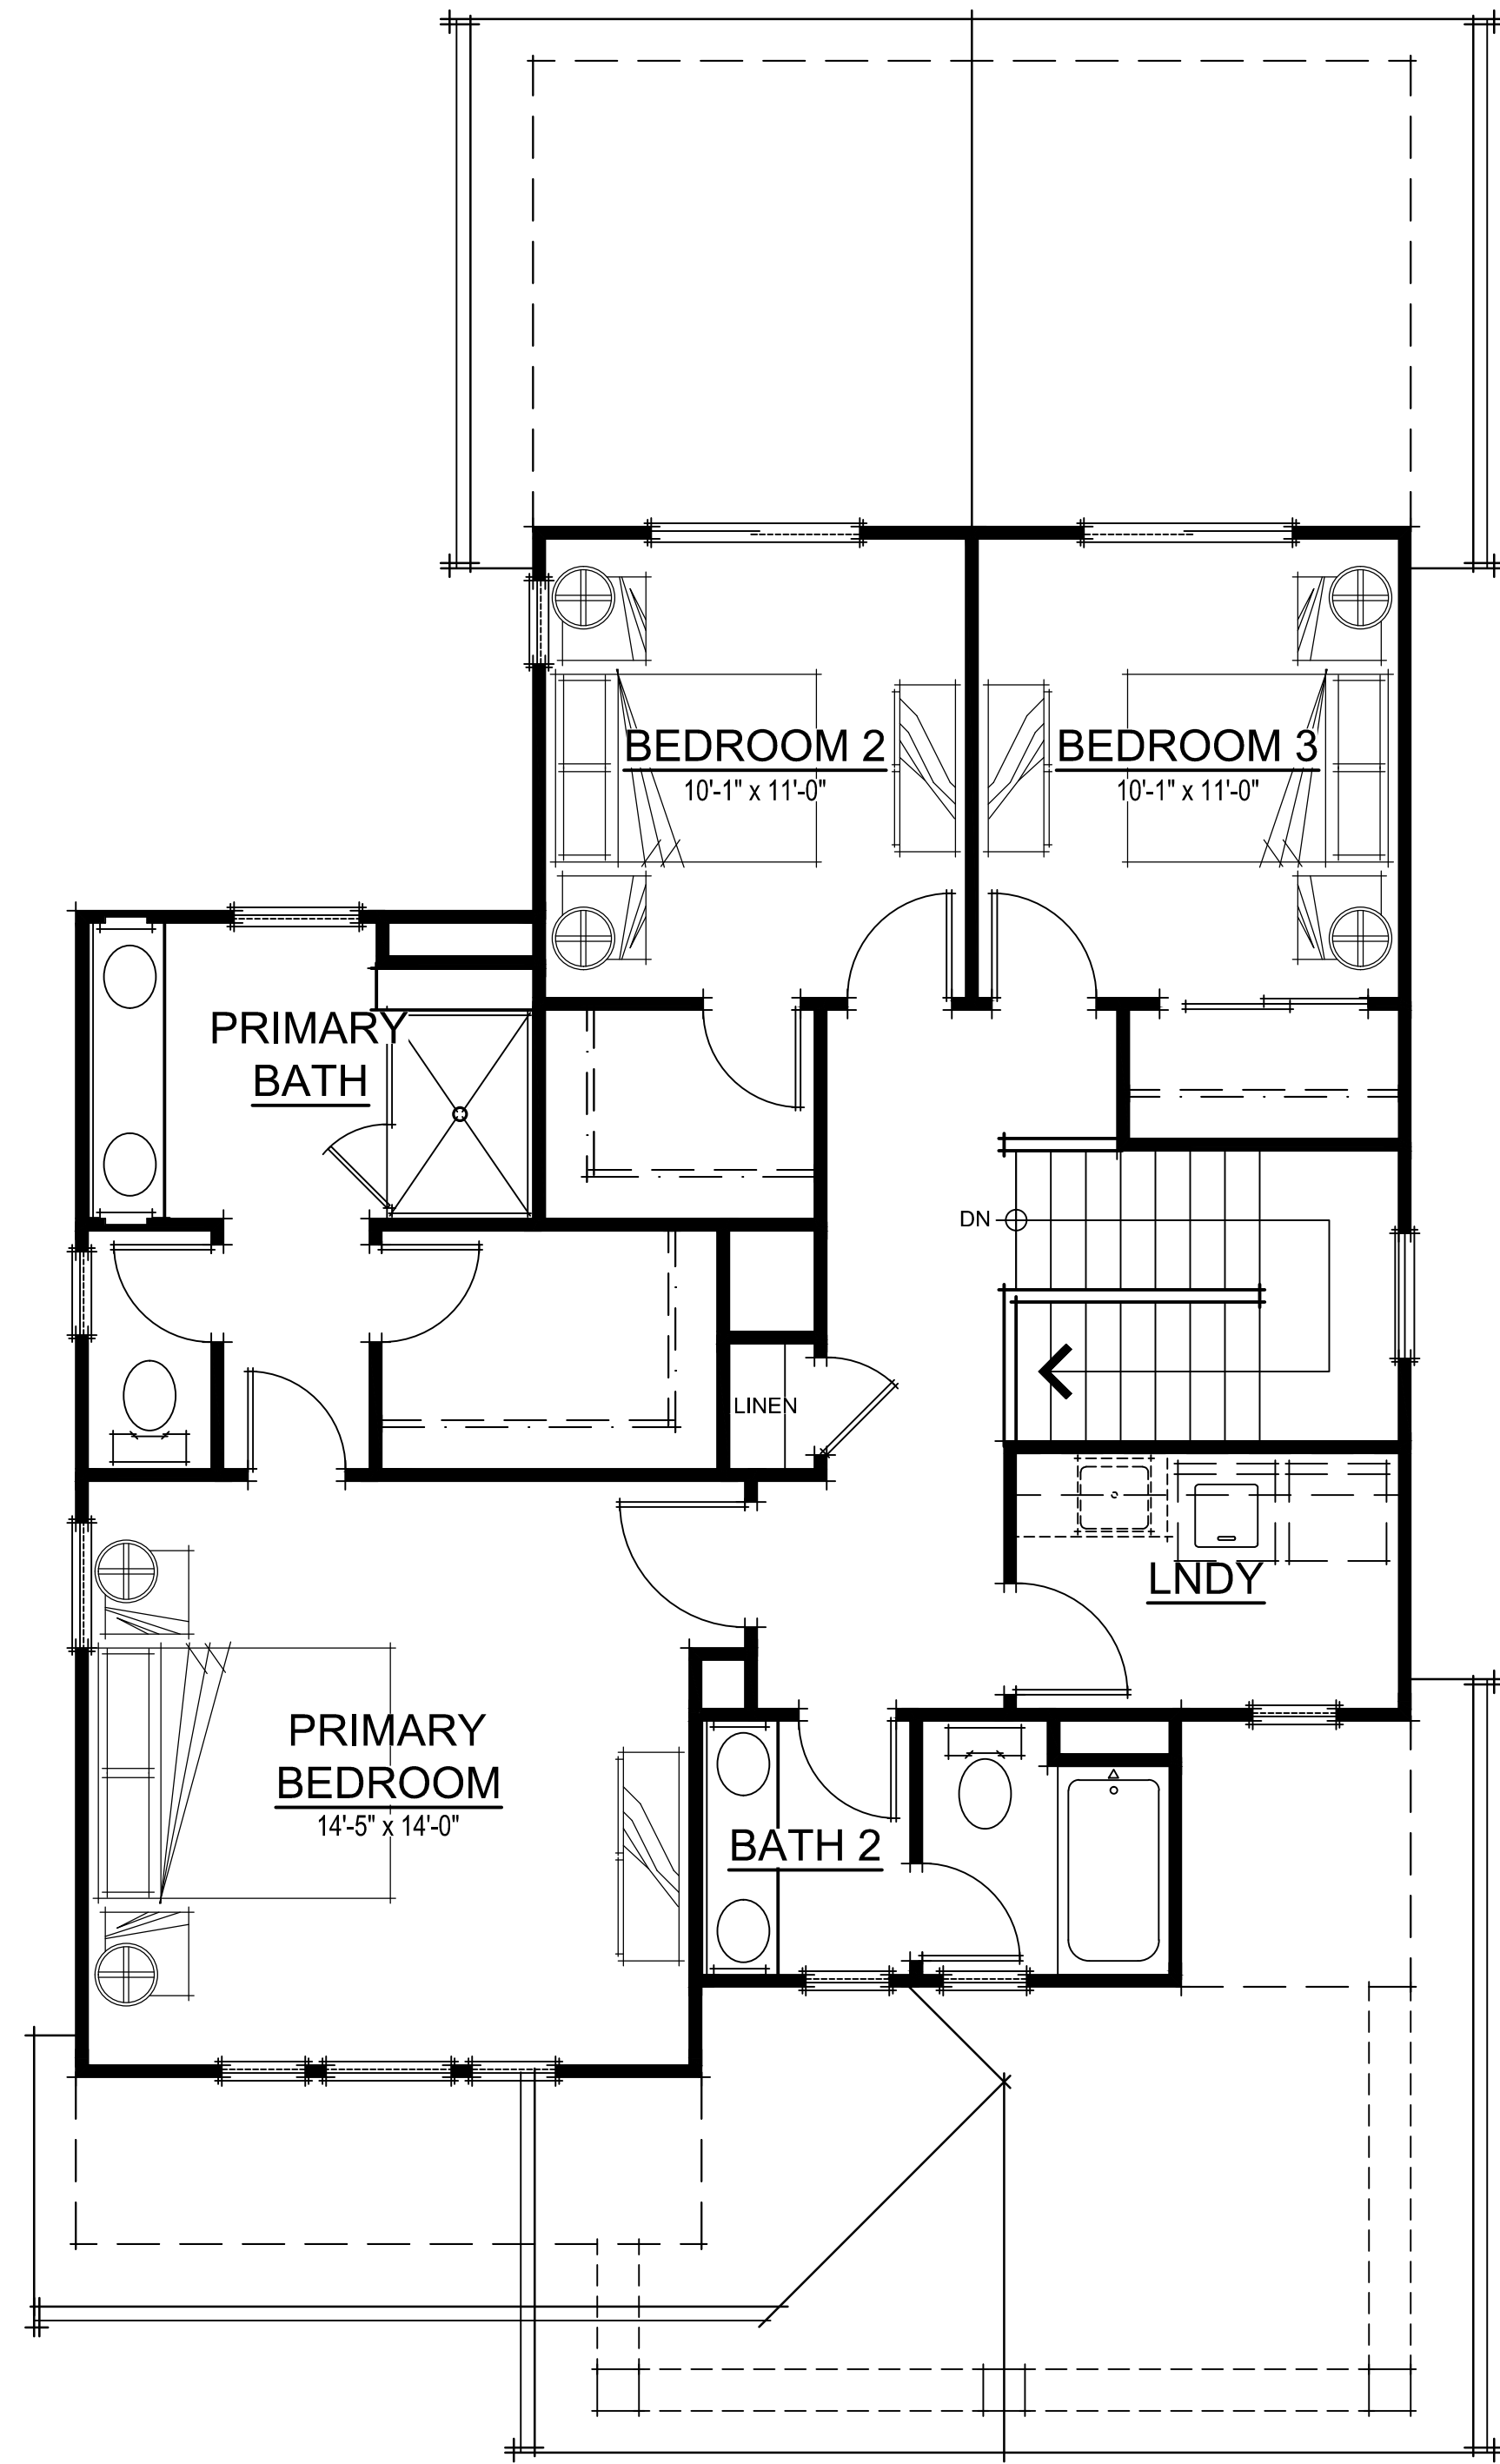 BEDROOM 2
10'-1" x 11'-0"
BEDROOM 3
10'-1" x 11'-0"
PRIMARY
BATH
DN
LINEN
LNDY
PRIMARY
BEDROOM
14'-5" x 14'-0"
BATH 2